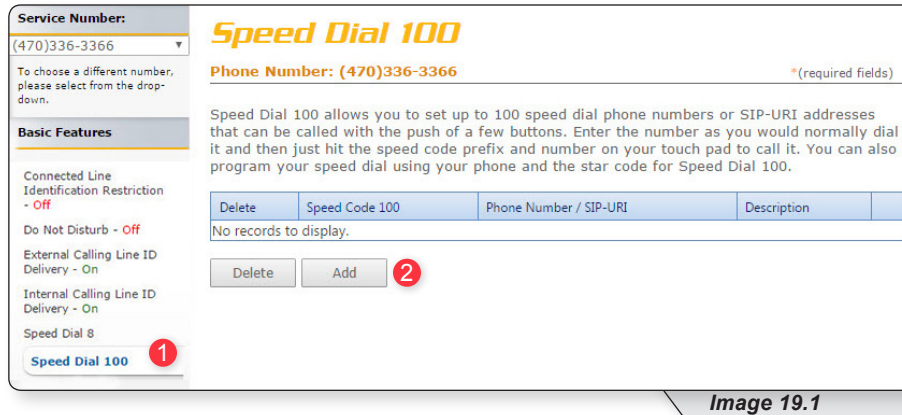 Service Number:
(470)336-3366
To choose a different number,
please select from the drop-
down.
Basic Features
Connected Line
Identification Restriction
- Off
Do Not Disturb - Off
External Calling Line ID
Delivery - On
Internal Calling Line ID
Delivery - On
Speed Dial 8
Speed Dial 100
1
Speed Dial 100
Phone Number: (470)336-3366
*(required fields)
Speed Dial 100 allows you to set up to 100 speed dial phone numbers or SIP-URI addresses
that can be called with the push of a few buttons. Enter the number as you would normally dial
it and then just hit the speed code prefix and number on your touch pad to call it. You can also
program your speed dial using your phone and the star code for Speed Dial 100.
Delete Speed Code 100 Phone Number / SIP-URI Description
No records to display.
Delete Add 2
Image 19.1